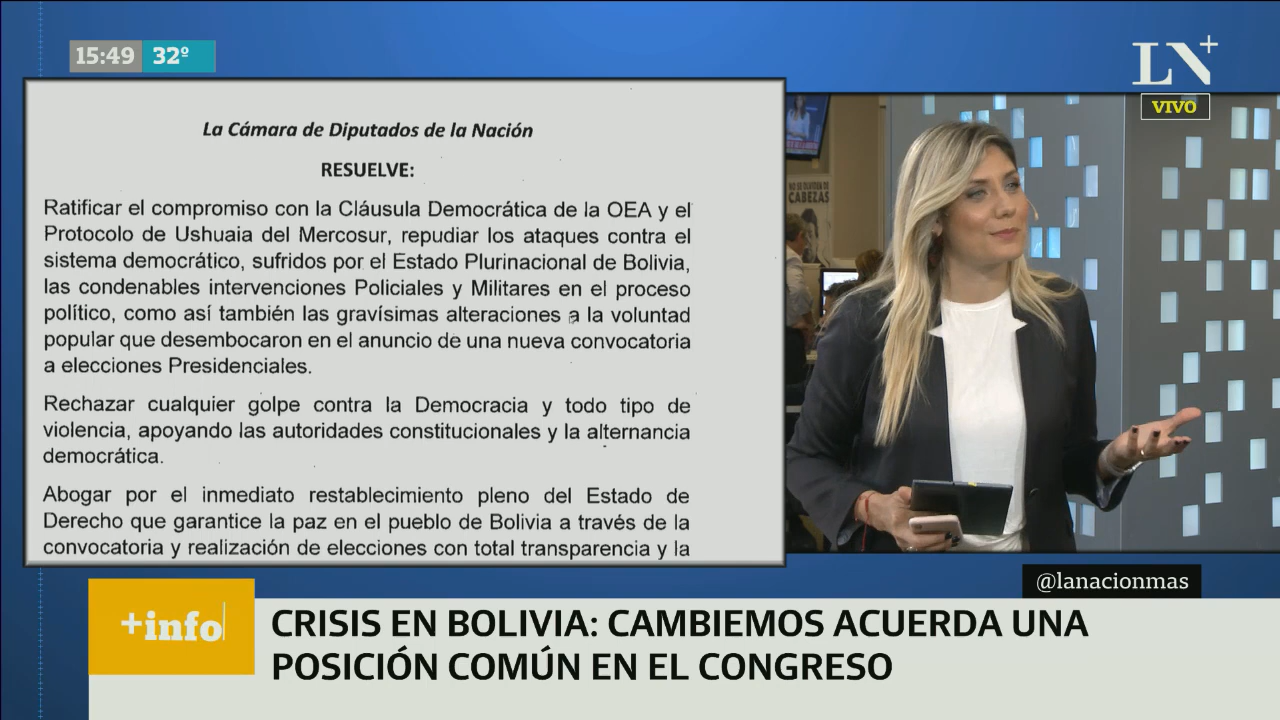 15:49 32º
LN+
VIVO
La Cámara de Diputados de la Nación
RESUELVE:
Ratificar el compromiso con la Cláusula Democrática de la OEA y el
Protocolo de Ushuaia del Mercosur, repudiar los ataques contra el
sistema democrático, sufridos por el Estado Plurinacional de Bolivia,
las condenables intervenciones Policiales y Militares en el proceso
político, como así también las gravísimas alteraciones a la voluntad
popular que desembocaron en el anuncio de una nueva convocatoria
a elecciones Presidenciales.
Rechazar cualquier golpe contra la Democracia y todo tipo de
violencia, apoyando las autoridades constitucionales y la alternancia
democrática.
Abogar por el inmediato restablecimiento pleno del Estado de
Derecho que garantice la paz en el pueblo de Bolivia a través de la
convocatoria y realización de elecciones con total transparencia y la
CABEZAS
@lanacionmas
+info
CRISIS EN BOLIVIA: CAMBIEMOS ACUERDA UNA
POSICIÓN COMÚN EN EL CONGRESO